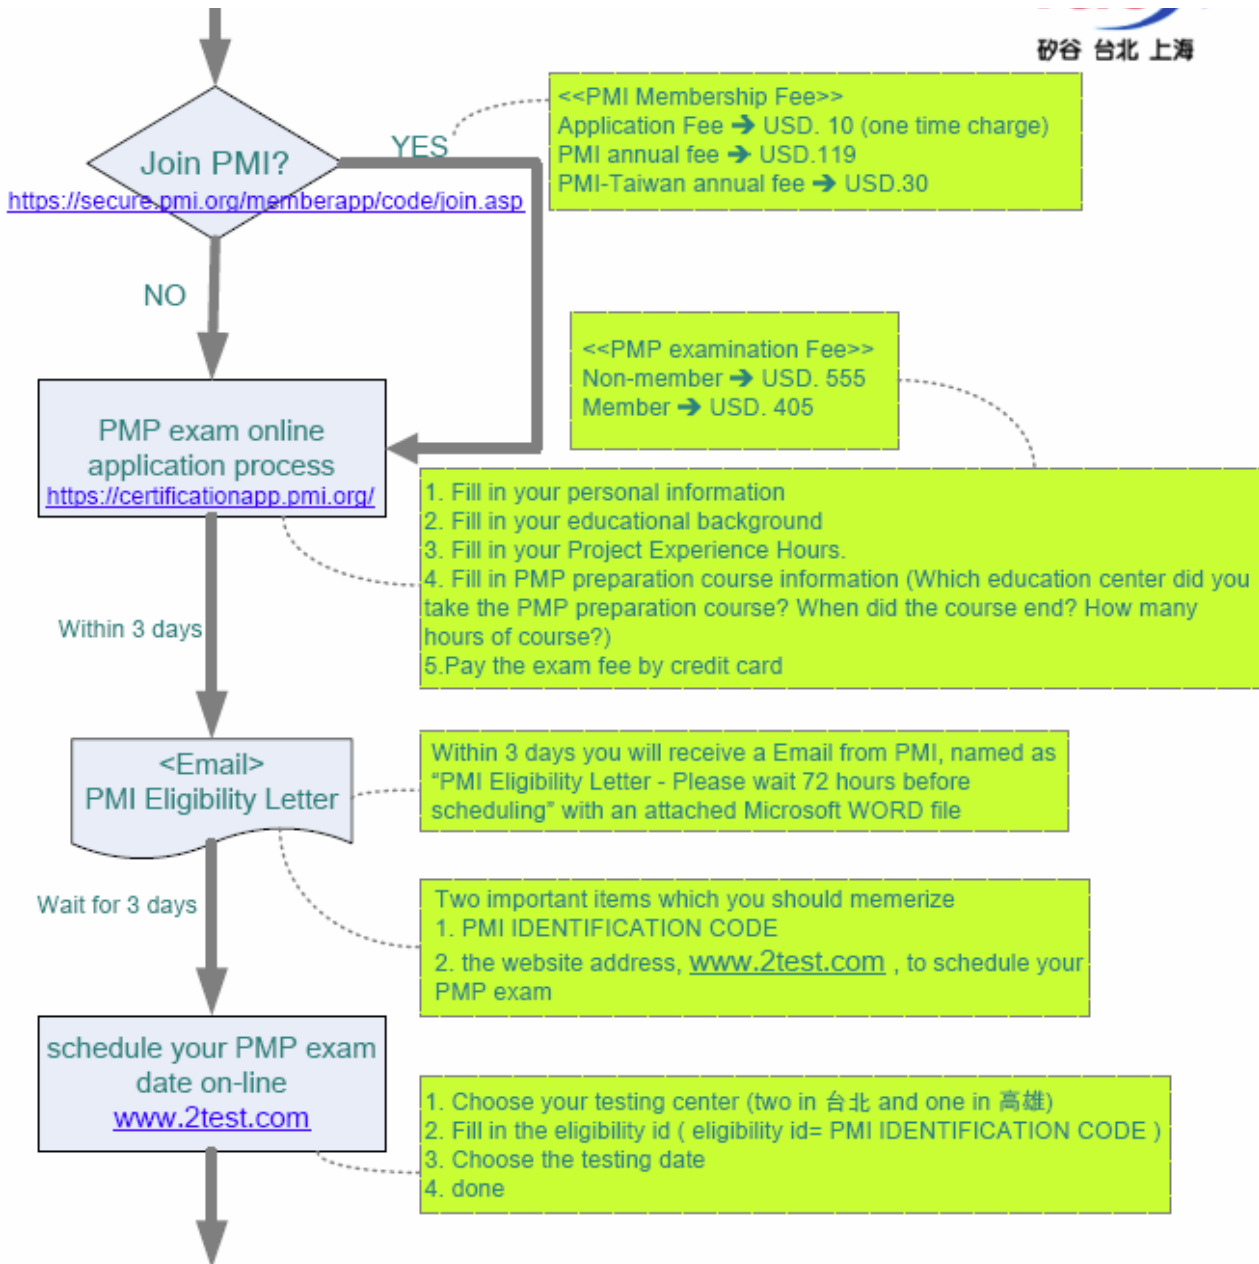 矽谷 台北 上海
<<PMI Membership Fee>>
Application Fee ➔ USD. 10 (one time charge)
PMI annual fee ➔ USD.119
PMI-Taiwan annual fee ➔ USD.30
YES
Join PMI?
https://secure.pmi.org/memberapp/code/join.asp
NO
<<PMP examination Fee>>
Non-member ➔ USD. 555
Member ➔ USD. 405
PMP exam online
application process
https://certificationapp.pmi.org/
1. Fill in your personal information
2. Fill in your educational background
3. Fill in your Project Experience Hours.
4. Fill in PMP preparation course information (Which education center did you
take the PMP preparation course? When did the course end? How many
hours of course?)
5.Pay the exam fee by credit card
Within 3 days
<Email>
PMI Eligibility Letter
Within 3 days you will receive a Email from PMI, named as
“PMI Eligibility Letter - Please wait 72 hours before
scheduling” with an attached Microsoft WORD file
Wait for 3 days
Two important items which you should memerize
1. PMI IDENTIFICATION CODE
2. the website address, www.2test.com , to schedule your
PMP exam
schedule your PMP exam
date on-line
www.2test.com
1. Choose your testing center (two in 台北 and one in 高雄)
2. Fill in the eligibility id ( eligibility id= PMI IDENTIFICATION CODE )
3. Choose the testing date
4. done